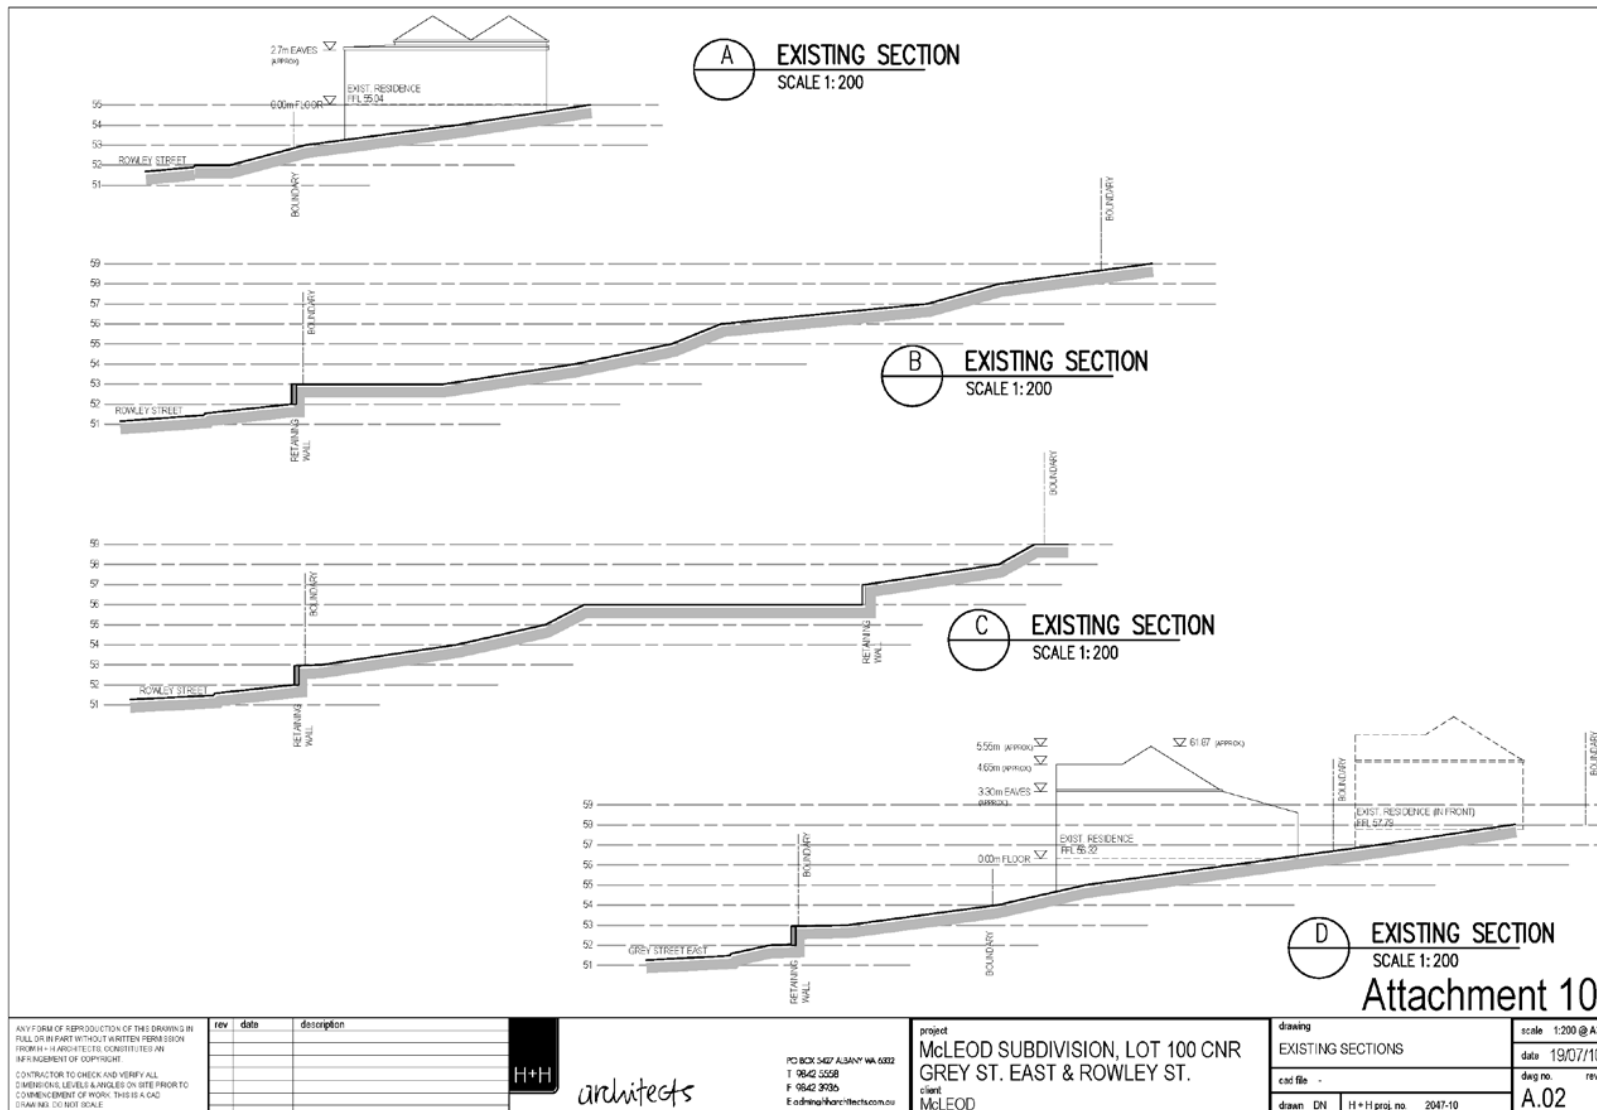 A EXISTING SECTION
SCALE 1: 200
2.7m EAVES
(APPROX)
EXIST. RESIDENCE
FFL 55.04
0.00m FLOOR
55
54
53
52
51
ROWLEY STREET
BOUNDARY
B EXISTING SECTION
SCALE 1: 200
59
58
57
56
55
54
53
52
51
ROWLEY STREET
BOUNDARY
RETAINING
WALL
BOUNDARY
C EXISTING SECTION
SCALE 1: 200
59
58
57
56
55
54
53
52
51
ROWLEY STREET
BOUNDARY
RETAINING
WALL
RETAINING
WALL
BOUNDARY
D EXISTING SECTION
SCALE 1: 200
5.55m (APPROX)
61.87 (APPROX)
4.65m (APPROX)
3.30m EAVES
(APPROX)
EXIST. RESIDENCE
FFL 56.32
0.00m FLOOR
EXIST. RESIDENCE (IN FRONT)
FFL 57.79
59
58
57
56
55
54
53
52
51
GREY STREET EAST
BOUNDARY
RETAINING
WALL
BOUNDARY
BOUNDARY
BOUNDARY
Attachment 10
ANY FORM OF REPRODUCTION OF THIS DRAWING IN
FULL OR IN PART WITHOUT WRITTEN PERMISSION
FROM H + H ARCHITECTS, CONSTITUTES AN
INFRINGEMENT OF COPYRIGHT
CONTRACTOR TO CHECK AND VERIFY ALL
DIMENSIONS, LEVELS & ANGLES ON SITE PRIOR TO
COMMENCEMENT OF WORK. THIS IS A CAD
DRAWING. DO NOT SCALE
rev date description
H+H
architects
PO BOX 5427 ALBANY WA 6332
T 9842 5558
F 9842 3936
E admin@hharchitects.com.au
project
McLEOD SUBDIVISION, LOT 100 CNR
GREY ST. EAST & ROWLEY ST.
client
McLEOD
drawing
EXISTING SECTIONS
cad file -
drawn DN H + H proj. no. 2047-10
scale 1:200 @
date 19/07/10
dwg no. rev
A.02